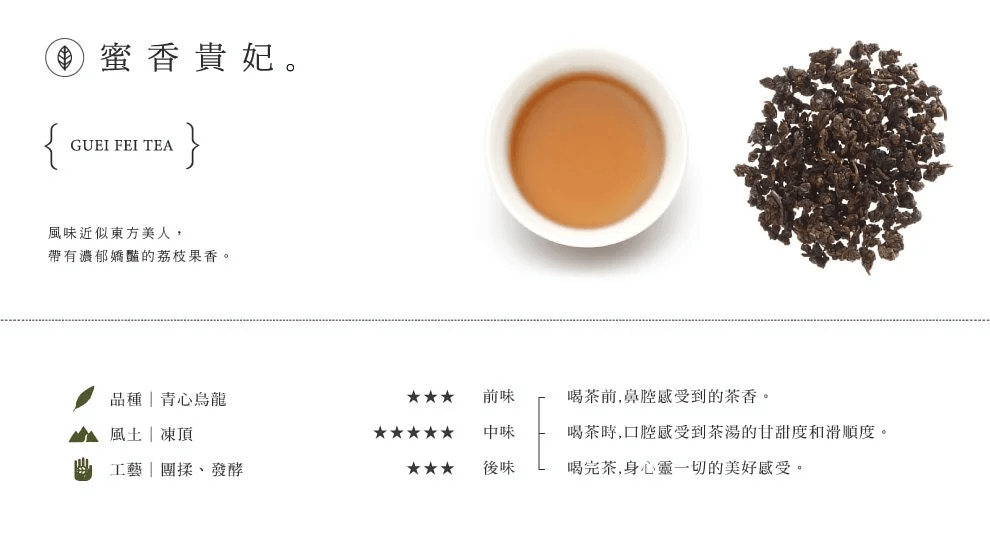 蜜香貴妃。
GUEI FEI TEA
風味近似東方美人，
帶有濃郁嬌豔的荔枝果香。
品種｜青心烏龍
風土｜凍頂
工藝｜團揉、發酵
★★★ 前味 喝茶前,鼻腔感受到的茶香。
★★★★★ 中味 喝茶時,口腔感受到茶湯的甘甜度和滑順度。
★★★ 後味 喝完茶,身心靈一切的美好感受。